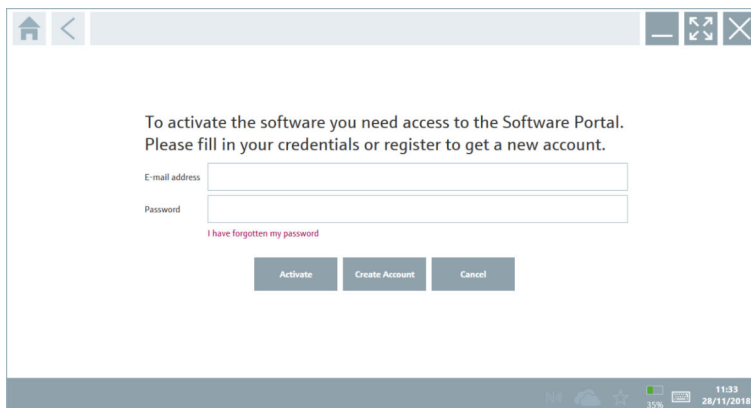 To activate the software you need access to the Software Portal.
Please fill in your credentials or register to get a new account.
E-mail address
Password
I have forgotten my password
Activate Create Account Cancel
11:33
35% 28/11/2018